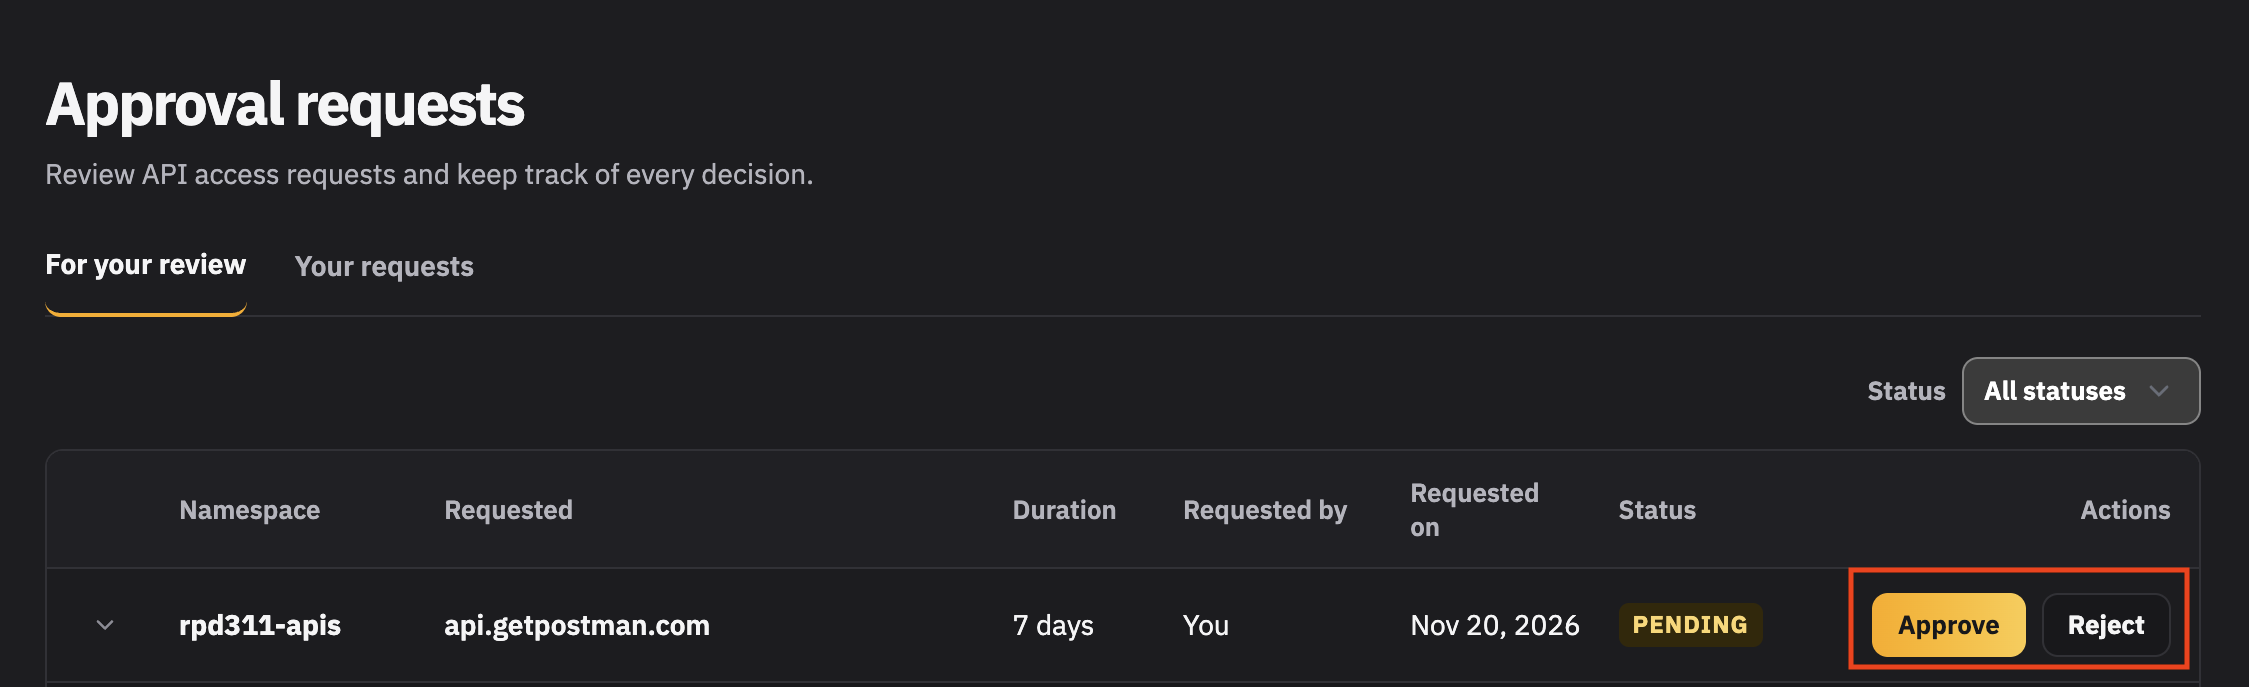 Approval requests
Review API access requests and keep track of every decision.
For your review
Your requests
Status
All statuses
Namespace
Requested
Duration
Requested by
Requested
on
Status
Actions
rpd311-apis
api.getpostman.com
7 days
You
Nov 20, 2026
PENDING
Approve
Reject